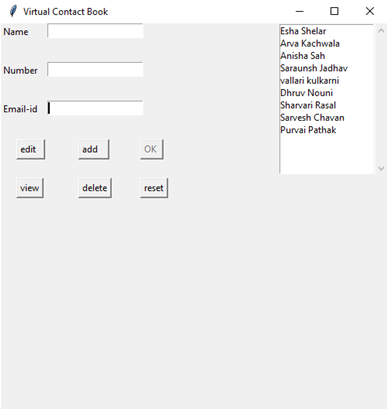 Virtual Contact Book
Name
Number
Email-id
edit add OK
view delete reset
Esha Shelar
Arva Kachwala
Anisha Sah
Saraunsh Jadhav
vallari kulkarni
Dhruv Nouni
Sharvari Rasal
Sarvesh Chavan
Purvai Pathak